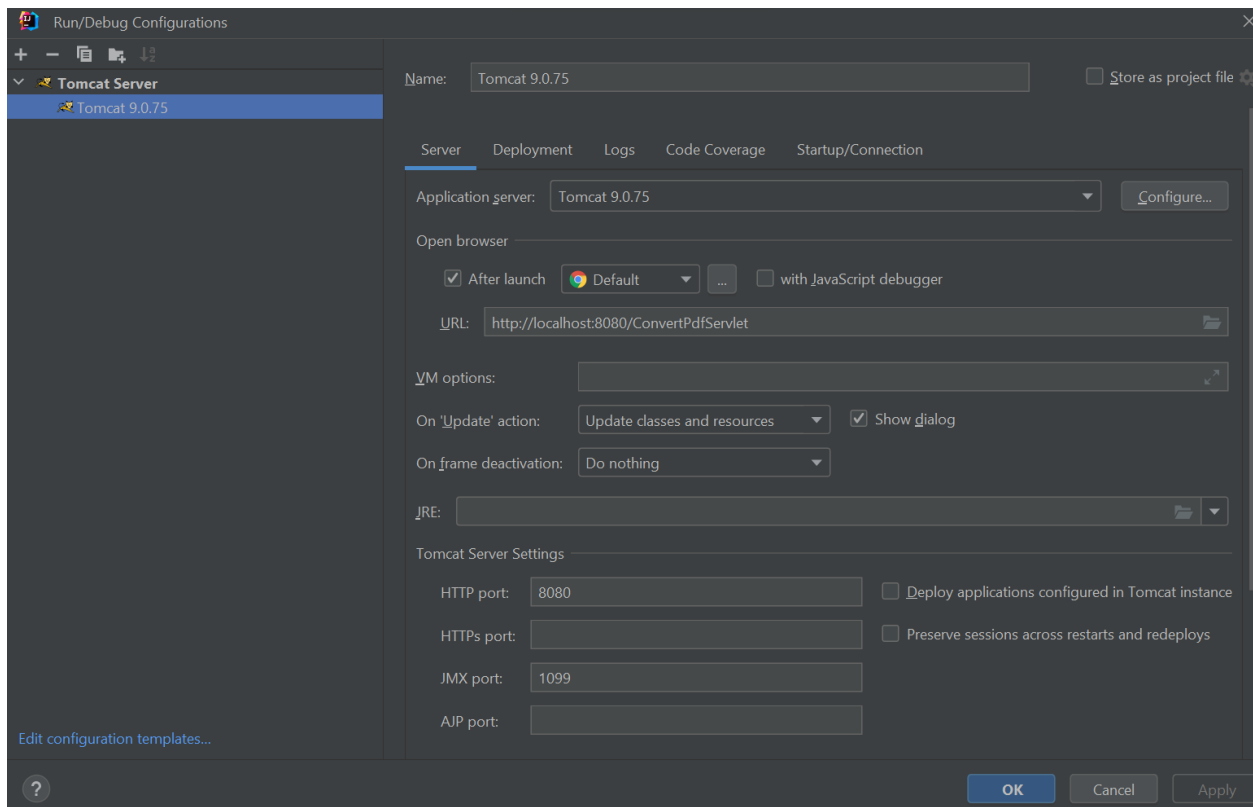 Run/Debug Configurations
Tomcat Server
Tomcat 9.0.75
Edit configuration templates...
Name: Tomcat 9.0.75 Store as project file
Server Deployment Logs Code Coverage Startup/Connection
Application server: Tomcat 9.0.75 Configure...
Open browser
After launch Default ... with JavaScript debugger
URL: http://localhost:8080/ConvertPdfServlet
VM options:
On 'Update' action: Update classes and resources Show dialog
On frame deactivation: Do nothing
JRE:
Tomcat Server Settings
HTTP port: 8080 Deploy applications configured in Tomcat instance
HTTPs port: Preserve sessions across restarts and redeploys
JMX port: 1099
AJP port:
? OK Cancel Apply